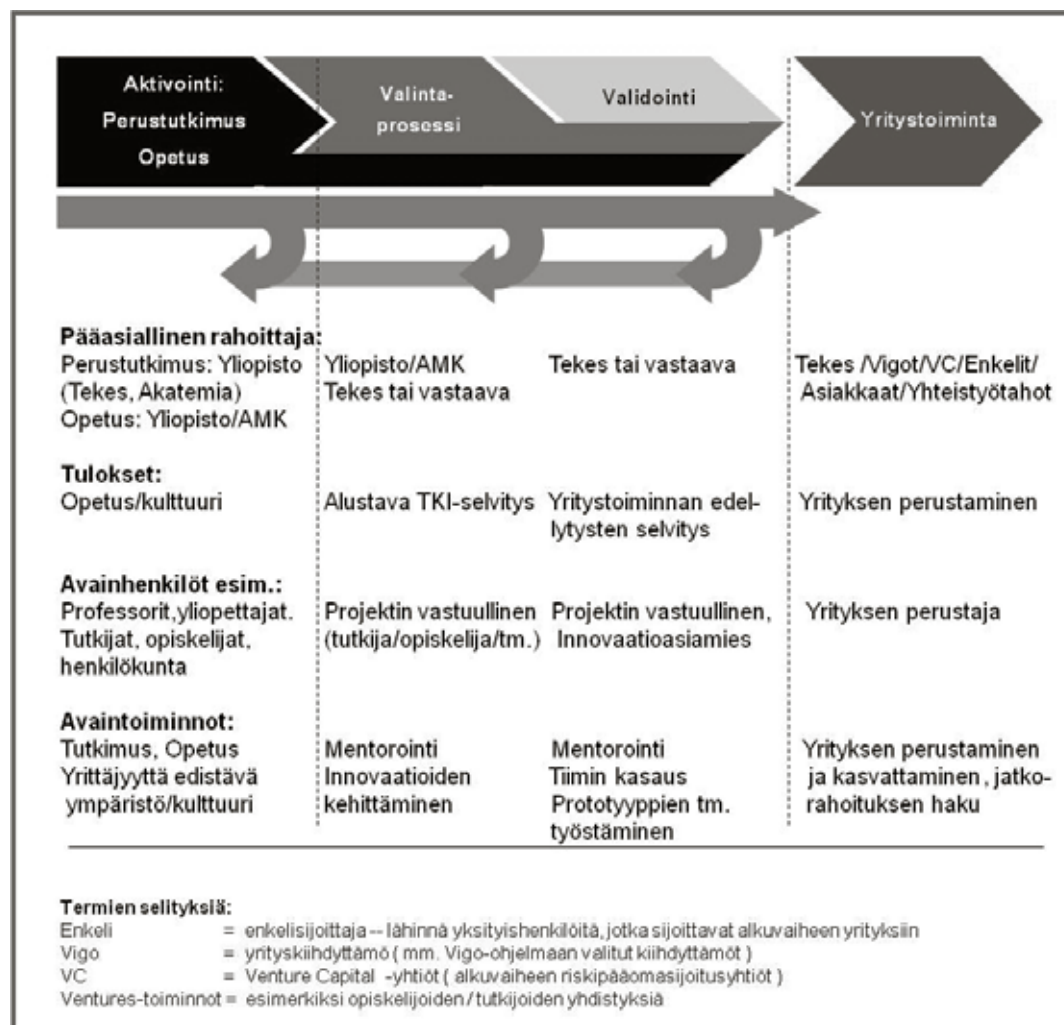 Aktivointi:
Perustutkimus
Opetus
Valinta-
prosessi
Validointi
Yritystoiminta
Pääasiallinen rahoittaja:
Perustutkimus: Yliopisto
(Tekes, Akatemia)
Opetus: Yliopisto/AMK
Yliopisto/AMK
Tekes tai vastaava
Tekes tai vastaava
Tekes /Vigot/VC/Enkelit/
Asiakkaat/Yhteistyötahot
Tulokset:
Opetus/kulttuuri
Alustava TKI-selvitys
Yritystoiminnan edel-
lytysten selvitys
Yrityksen perustaminen
Avainhenkilöt esim.:
Professorit,yliopettajat.
Tutkijat, opiskelijat,
henkilökunta
Projektin vastuullinen
(tutkija/opiskelija/tm.)
Projektin vastuullinen,
Innovaatioasiamies
Yrityksen perustaja
Avaintoiminnot:
Tutkimus, Opetus
Yrittäjyyttä edistävä
ympäristö/kulttuuri
Mentorointi
Innovaatioiden
kehittäminen
Mentorointi
Tiimin kasaus
Prototyyppien tm.
työstäminen
Yrityksen perustaminen
ja kasvattaminen , jatko-
rahoituksen haku
Termien selityksiä:
Enkeli = enkelisijoittaja -- lähinnä yksityishenkilöitä, jotka sijoittavat alkuvaiheen yrityksiin
Vigo = yrityskiihdyttämö ( mm. Vigo-ohjelmaan valitut kiihdyttämöt )
VC = Venture Capital -yhtiöt ( alkuvaiheen riskipääomasijoitusyhtiöt )
Ventures-toiminnot = esimerkiksi opiskelijoiden / tutkijoiden yhdistyksiä